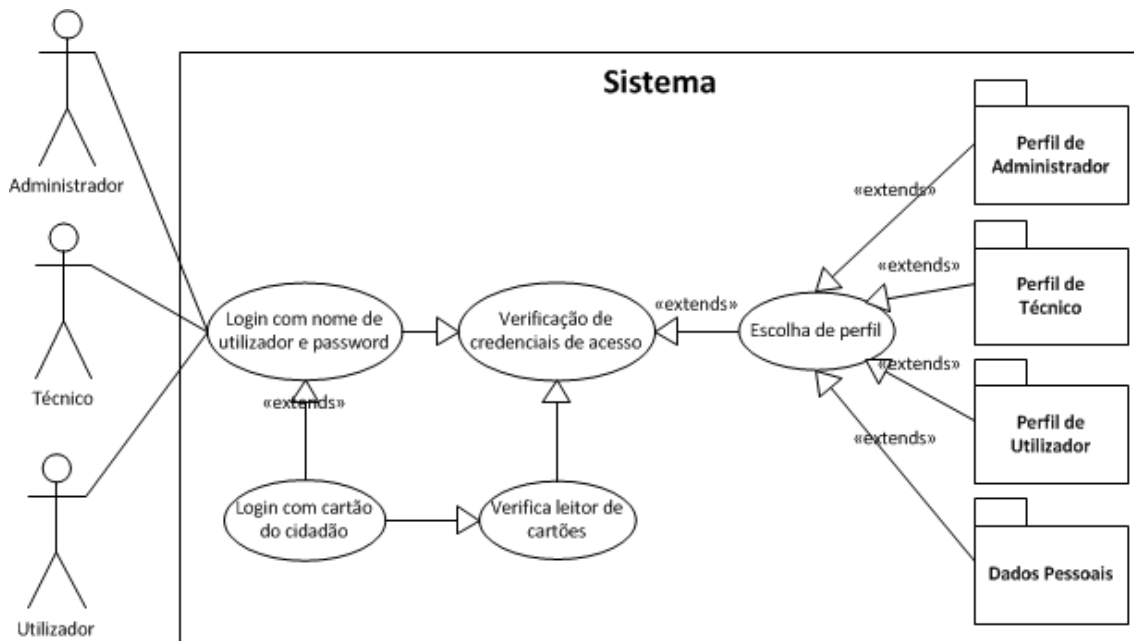 Sistema
Administrador
Técnico
Utilizador
Login com nome de
utilizador e password
Verificação de
credenciais de acesso
«extends»
Escolha de perfil
«extends»
Login com cartão
do cidadão
Verifica leitor de
cartões
«extends»
«extends»
«extends»
«extends»
Perfil de
Administrador
Perfil de
Técnico
Perfil de
Utilizador
Dados Pessoais